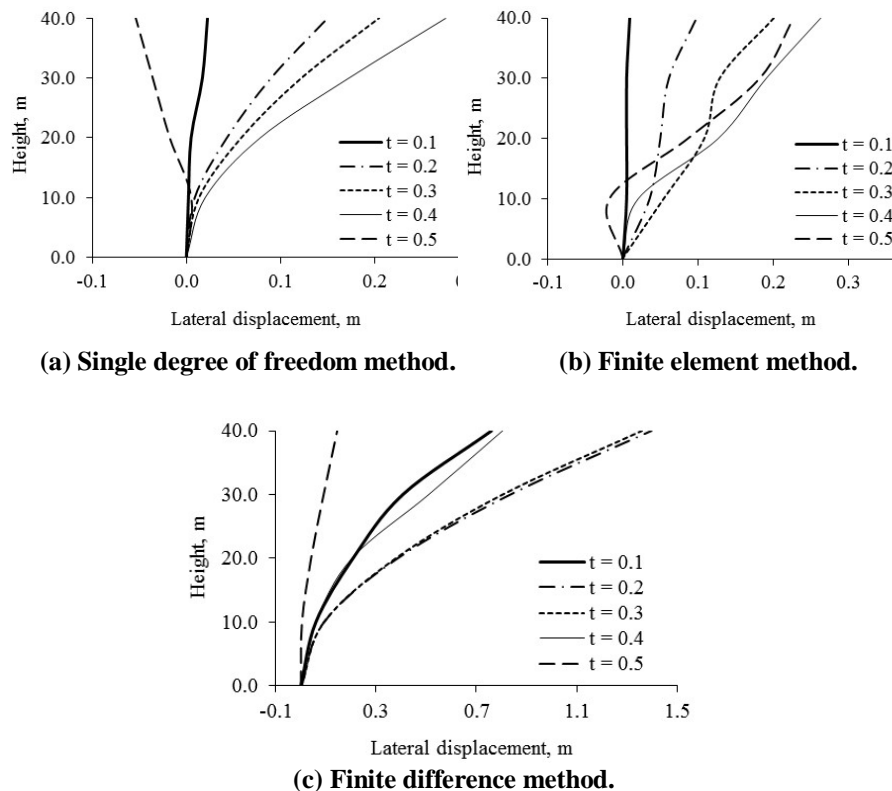 40.0
30.0
20.0
10.0
0.0
Height, m
t = 0.1
t = 0.2
t = 0.3
t = 0.4
t = 0.5
-0.1 0.0 0.1 0.2
Lateral displacement, m
(a) Single degree of freedom method.
40.0
30.0
20.0
10.0
0.0
Height, m
t = 0.1
t = 0.2
t = 0.3
t = 0.4
t = 0.5
-0.1 0.0 0.1 0.2 0.3
Lateral displacement, m
(b) Finite element method.
40.0
30.0
20.0
10.0
0.0
Height, m
t = 0.1
t = 0.2
t = 0.3
t = 0.4
t = 0.5
-0.1 0.3 0.7 1.1 1.5
Lateral displacement, m
(c) Finite difference method.